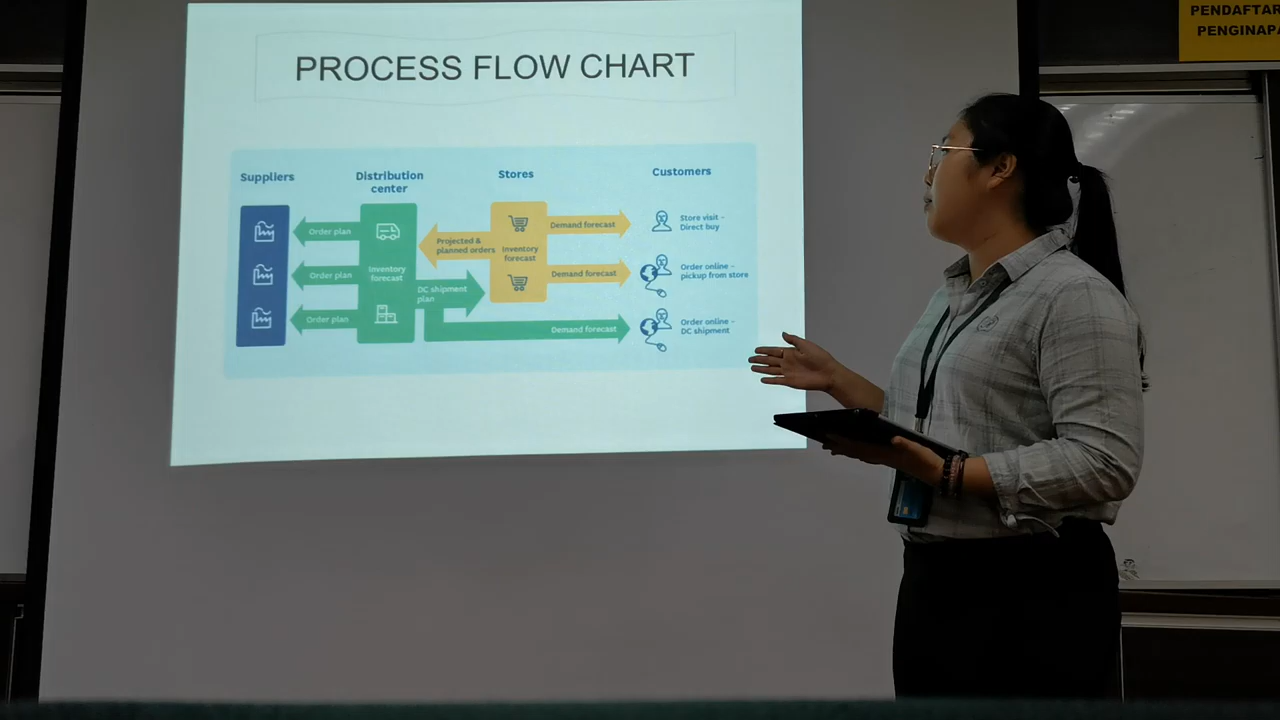 PROCESS FLOW CHART
Suppliers
Distribution
center
Stores
Customers
Order plan
Order plan
Order plan
Inventory
forecast
Projected &
planned orders
DC shipment
plan
Inventory
forecast
Demand forecast
Demand forecast
Demand forecast
Store visit -
Direct buy
Order online -
pickup from store
Order online -
DC shipment
PENDAFTAR
PENGINAPA